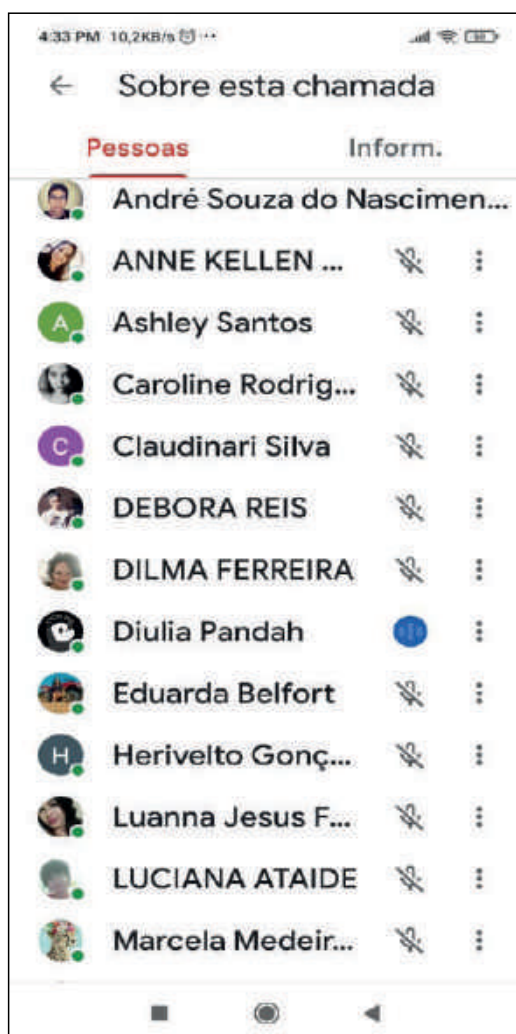 4:33 PM 10,2KB/s ...
← Sobre esta chamada
Pessoas Inform.
André Souza do Nascimen...
ANNE KELLEN ...
A Ashley Santos
Caroline Rodrig...
C Claudinari Silva
DEBORA REIS
DILMA FERREIRA
Diulia Pandah
Eduarda Belfort
H Herivelto Gonç...
Luanna Jesus F...
LUCIANA ATAIDE
Marcela Medeir...